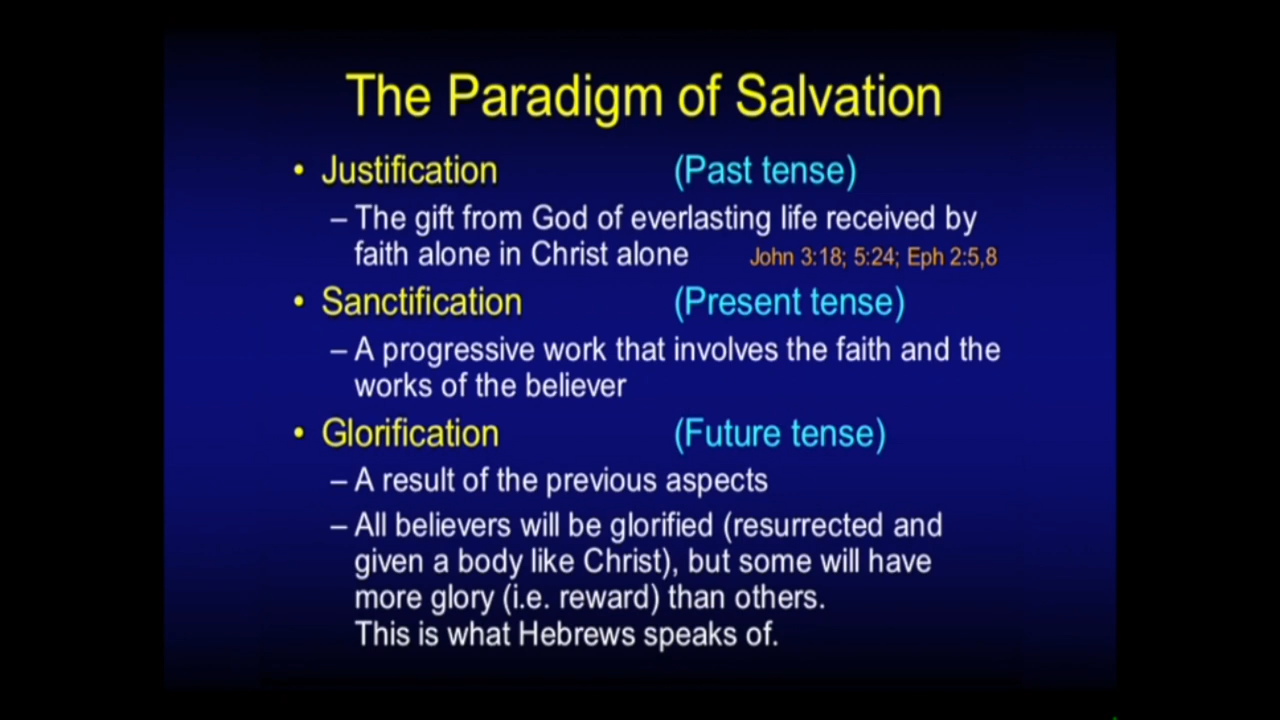 The Paradigm of Salvation
• Justification (Past tense)
– The gift from God of everlasting life received by
faith alone in Christ alone John 3:18; 5:24; Eph 2:5,8
• Sanctification (Present tense)
– A progressive work that involves the faith and the
works of the believer
• Glorification (Future tense)
– A result of the previous aspects
– All believers will be glorified (resurrected and
given a body like Christ), but some will have
more glory (i.e. reward) than others.
This is what Hebrews speaks of.